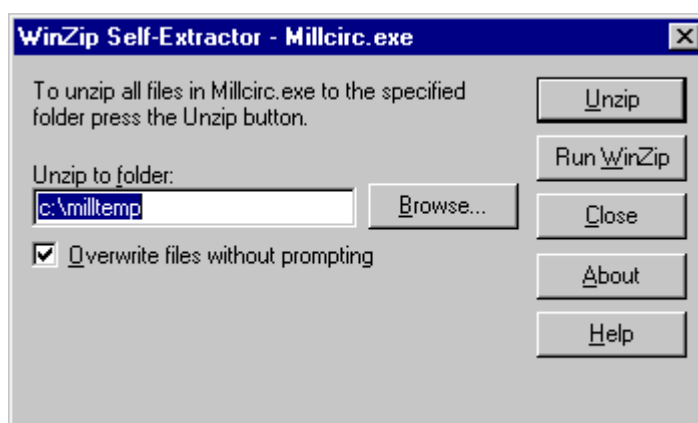 WinZip Self-Extractor - Millcirc.exe
To unzip all files in Millcirc.exe to the specified
folder press the Unzip button.
Unzip to folder:
c:\milltemp
Browse...
Overwrite files without prompting
Unzip
Run WinZip
Close
About
Help